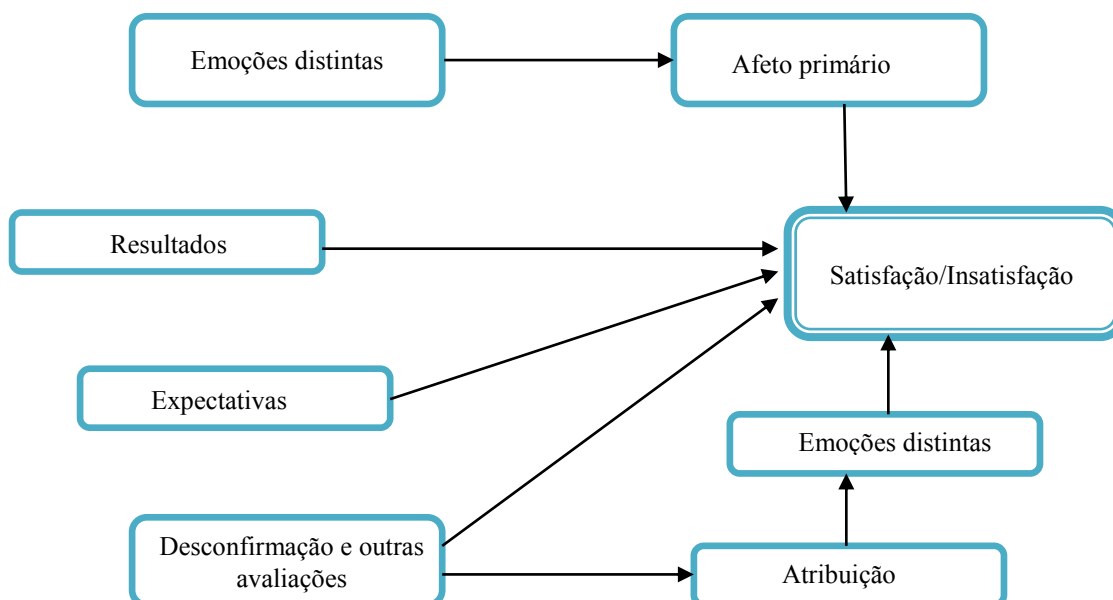 Emoções distintas
Afeto primário
Resultados
Satisfação/Insatisfação
Expectativas
Emoções distintas
Desconfirmação e outras
avaliações
Atribuição